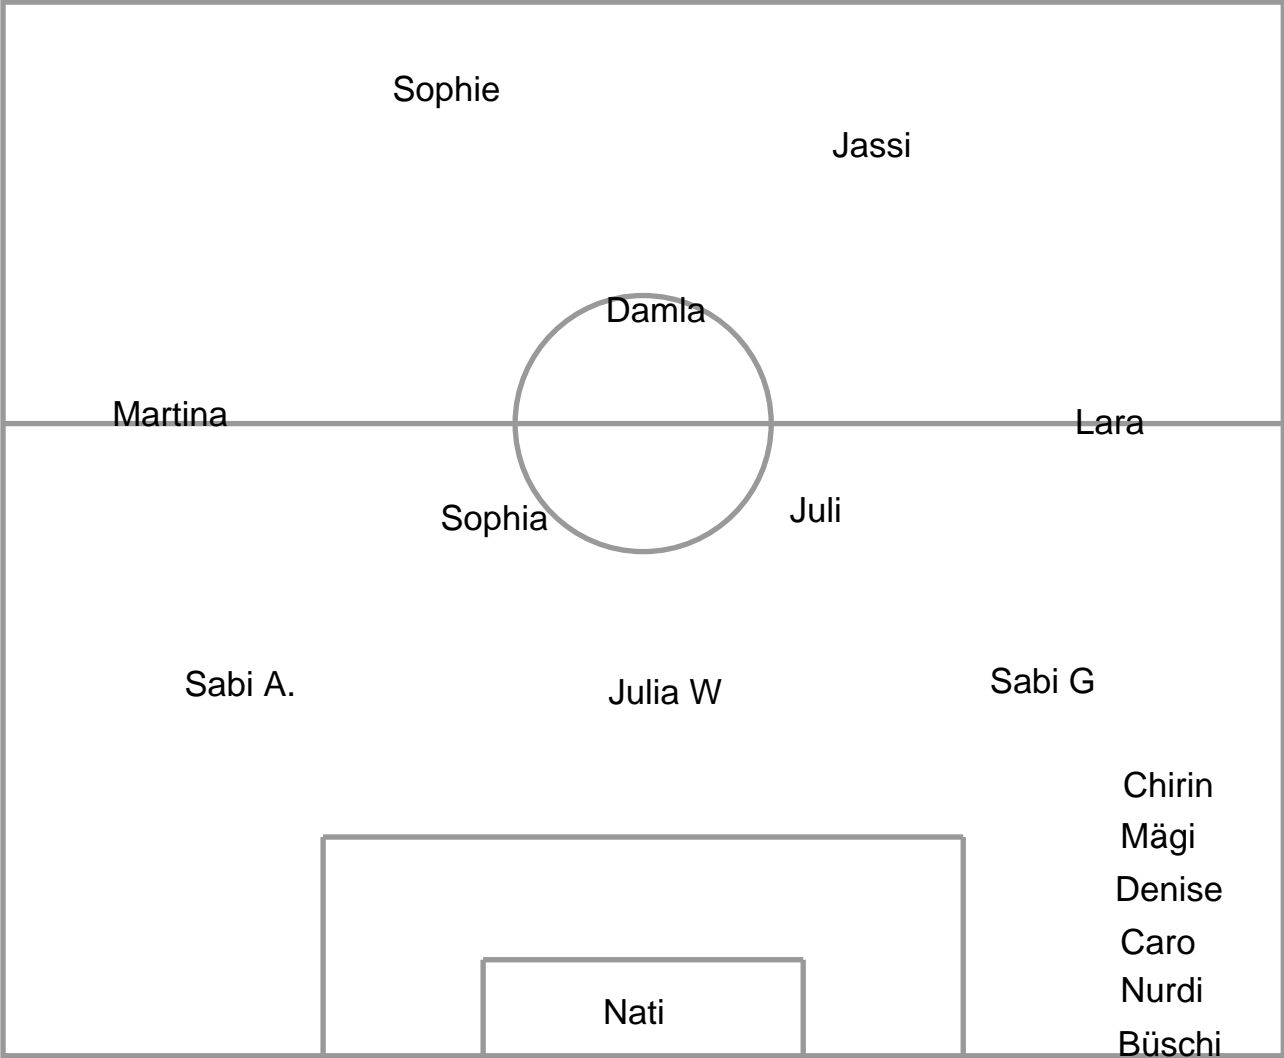 Sophie
Jassi
Damla
Martina
Lara
Sophia
Juli
Sabi A.
Julia W
Sabi G
Chirin
Mägi
Denise
Caro
Nurdi
Nati
Büschi